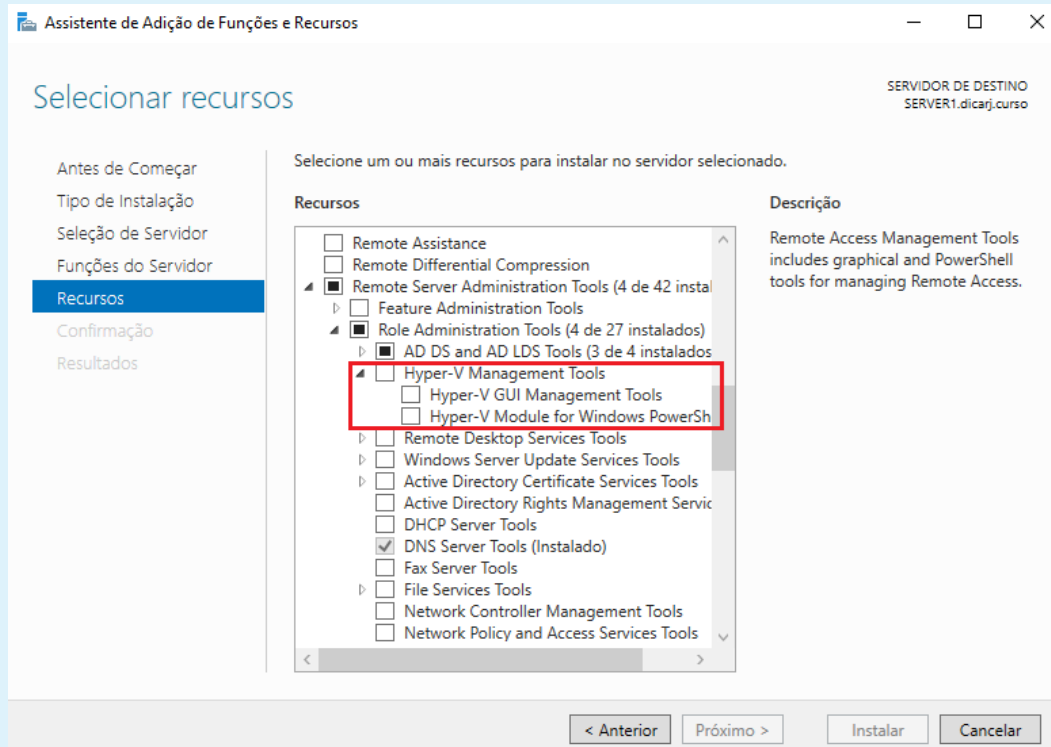 Assistente de Adição de Funções e Recursos
Selecionar recursos
SERVIDOR DE DESTINO
SERVER1.dicarj.curso
Antes de Começar
Tipo de Instalação
Seleção de Servidor
Funções do Servidor
Recursos
Confirmação
Resultados
Selecione um ou mais recursos para instalar no servidor selecionado.
Recursos
Remote Assistance
Remote Differential Compression
Remote Server Administration Tools (4 de 42 instal
Feature Administration Tools
Role Administration Tools (4 de 27 instalados)
AD DS and AD LDS Tools (3 de 4 instalados
Hyper-V Management Tools
Hyper-V GUI Management Tools
Hyper-V Module for Windows PowerSh
Remote Desktop Services Tools
Windows Server Update Services Tools
Active Directory Certificate Services Tools
Active Directory Rights Management Servic
DHCP Server Tools
DNS Server Tools (Instalado)
Fax Server Tools
File Services Tools
Network Controller Management Tools
Network Policy and Access Services Tools
Descrição
Remote Access Management Tools
includes graphical and PowerShell
tools for managing Remote Access.
< Anterior
Próximo >
Instalar
Cancelar